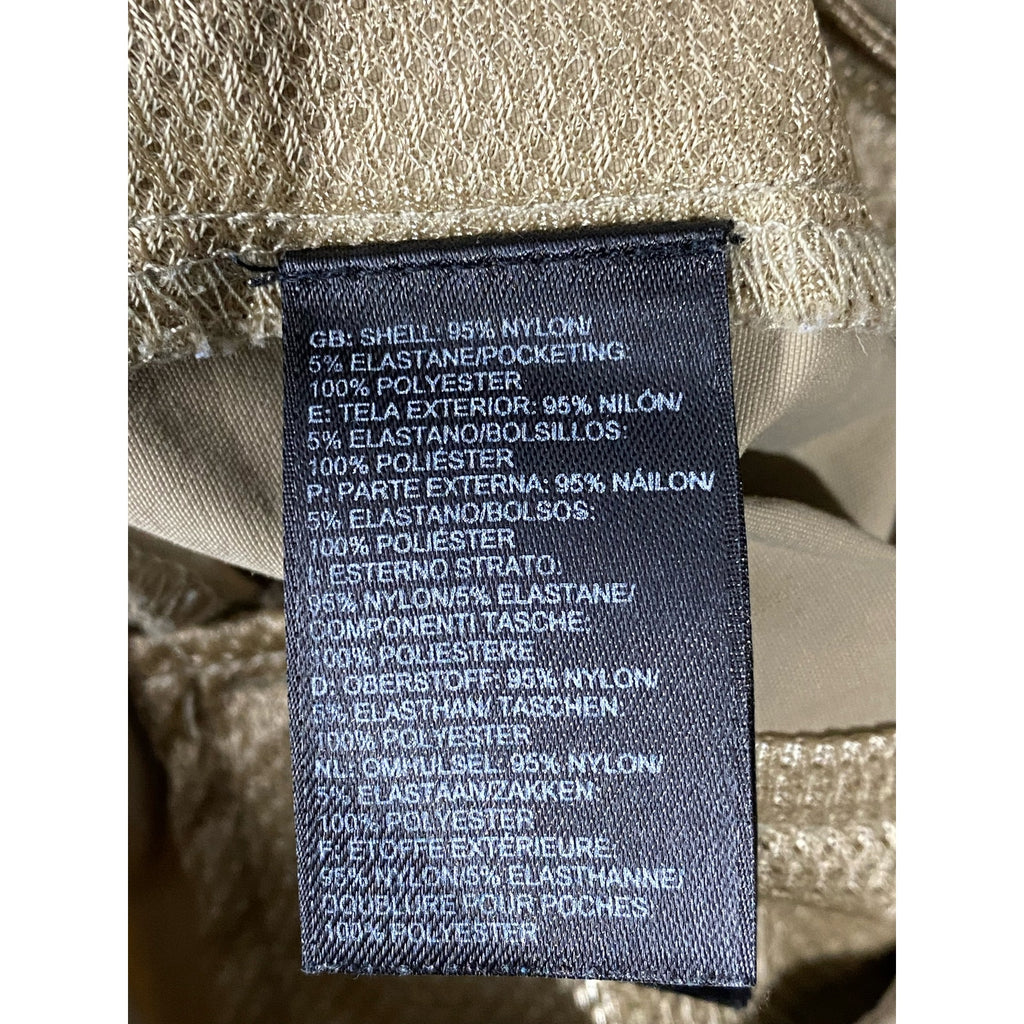 GB: SHELL: 95% NYLON/
5% ELASTANE/POCKETING:
100% POLYESTER
E: TELA EXTERIOR: 95% NILÓN/
5% ELASTANO/BOLSILLOS:
100% POLIÉSTER
P: PARTE EXTERNA: 95% NÁILON/
5% ELASTANO/BOLSOS:
100% POLIÉSTER
I: ESTERNO STRATO:
95% NYLON/5% ELASTANE/
COMPONENTI TASCHE:
100% POLIESTERE
D: OBERSTOFF: 95% NYLON/
5% ELASTHAN/ TASCHEN:
100% POLYESTER
NL: OMHULSEL: 95% NYLON/
5% ELASTAAN/ZAKKEN:
100% POLYESTER
F: ETOFFE EXTÉRIEURE:
95% NYLON/5% ELASTHANNE/
DOUBLURE POUR POCHES
100% POLYESTER